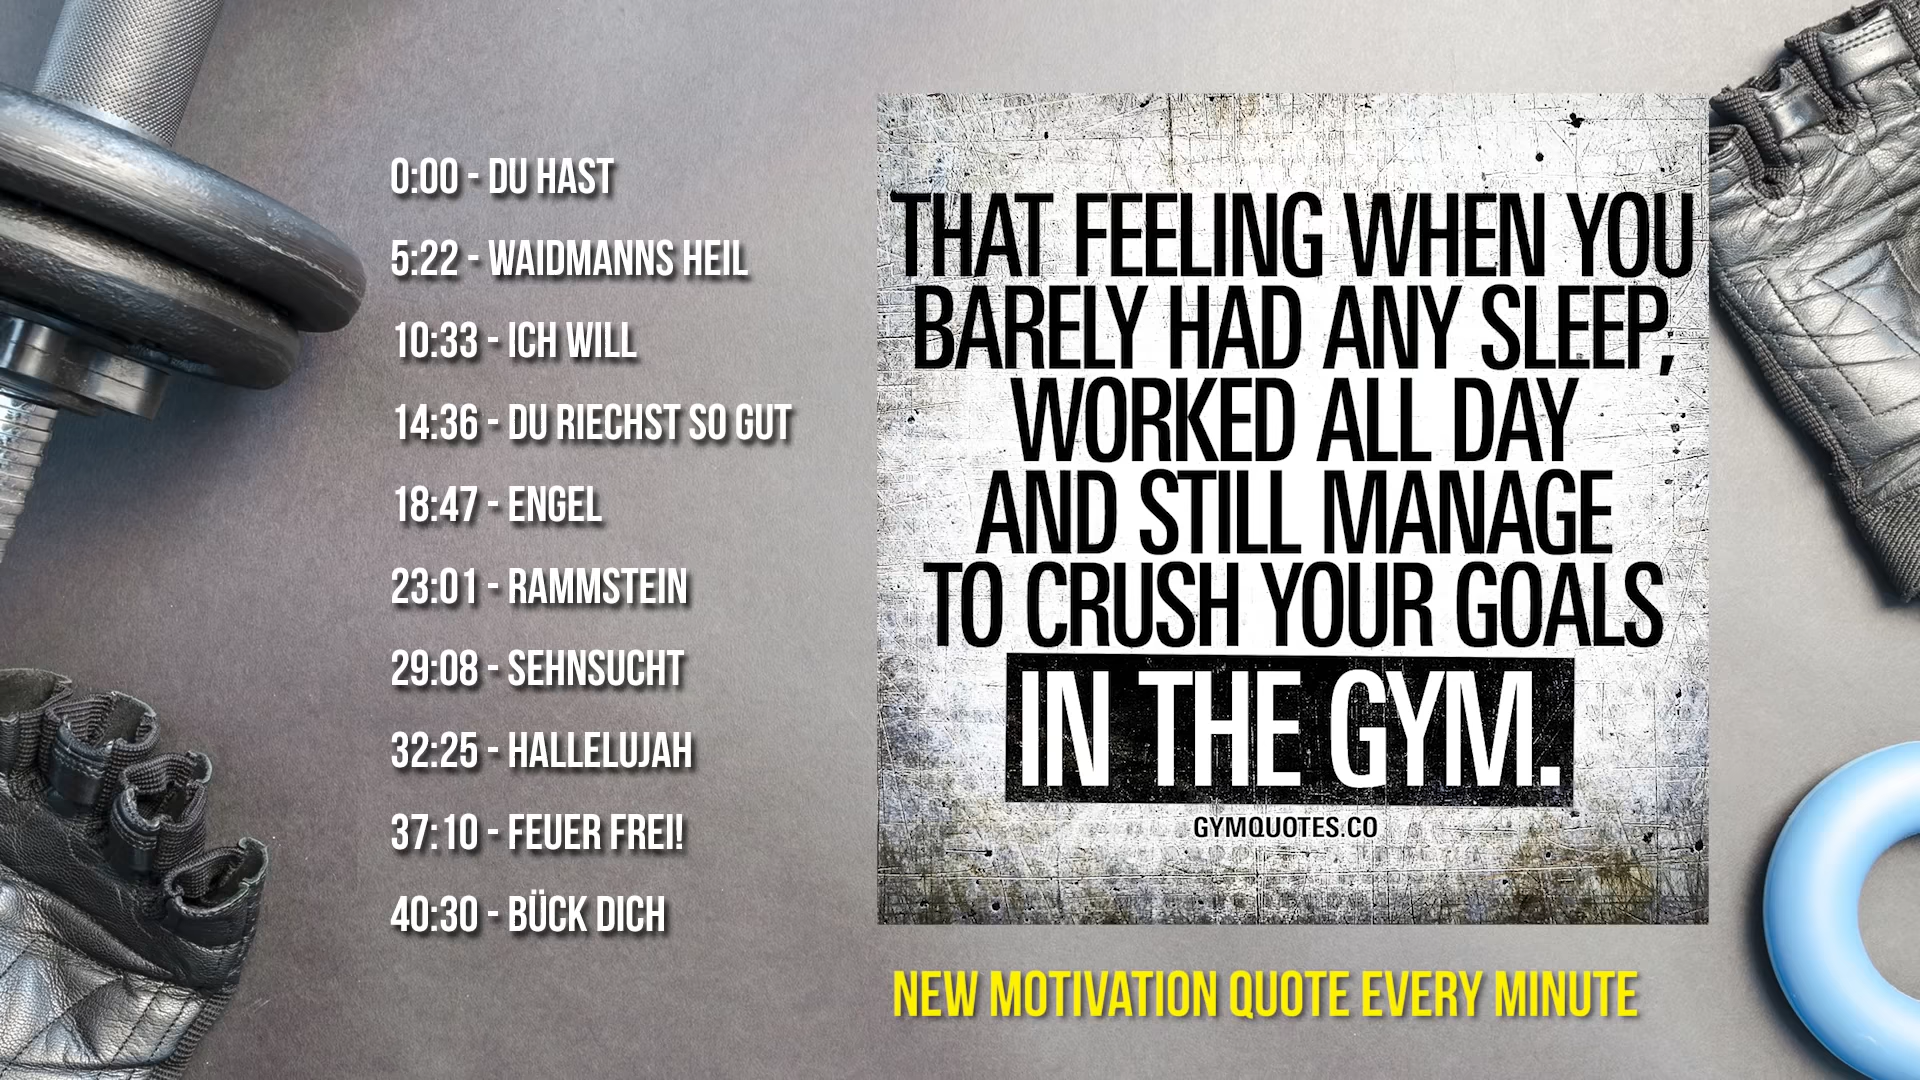 0:00 - DU HAST
5:22 - WAIDMANNS HEIL
10:33 - ICH WILL
14:36 - DU RIECHST SO GUT
18:47 - ENGEL
23:01 - RAMMSTEIN
29:08 - SEHNSUCHT
32:25 - HALLELUJAH
37:10 - FEUER FREI!
40:30 - BÜCK DICH
THAT FEELING WHEN YOU
BARELY HAD ANY SLEEP,
WORKED ALL DAY
AND STILL MANAGE
TO CRUSH YOUR GOALS
IN THE GYM.
GYMQUOTES.CO
NEW MOTIVATION QUOTE EVERY MINUTE